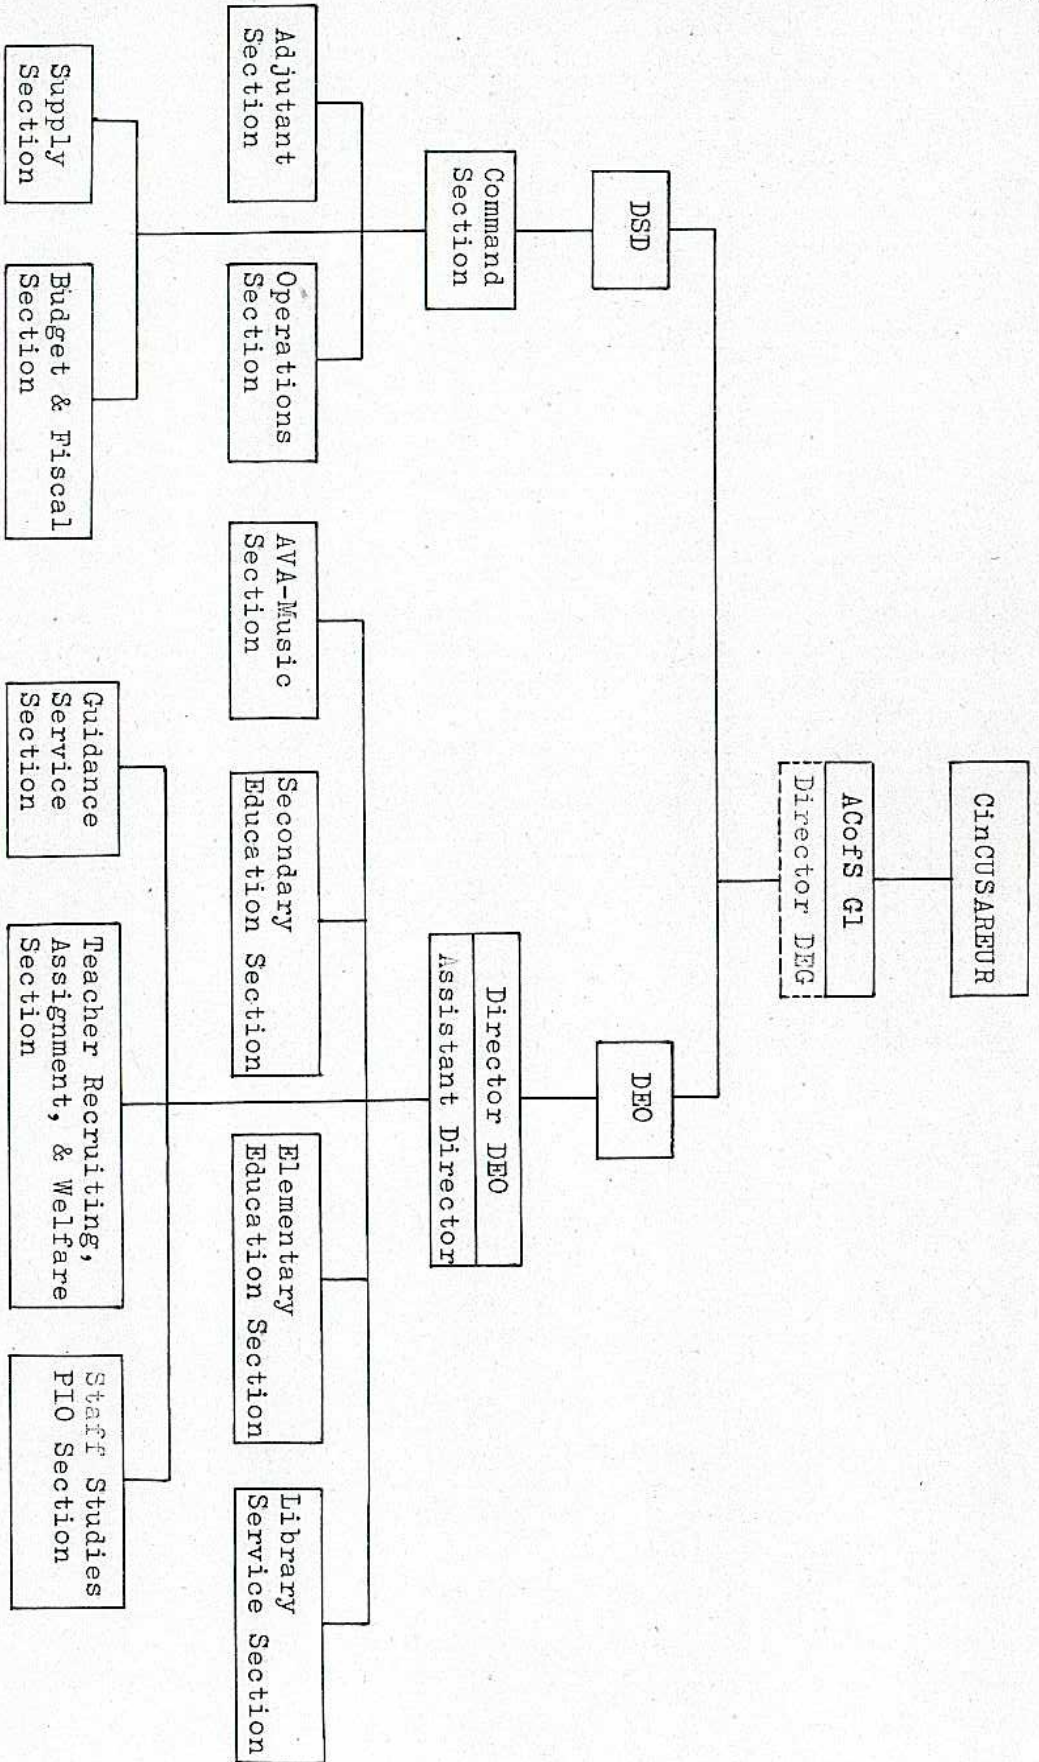 CinCUSAREUR
ACofS G1
Director DEG
DSD
DEO
Command
Section
Director DEO
Assistant Director
Adjutant
Section
Operations
Section
AVA-Music
Section
Secondary
Education Section
Elementary
Education Section
Library
Service Section
Supply
Section
Budget & Fiscal
Section
Guidance
Service
Section
Teacher Recruiting,
Assignment, & Welfare
Section
Staff Studies
PIO Section